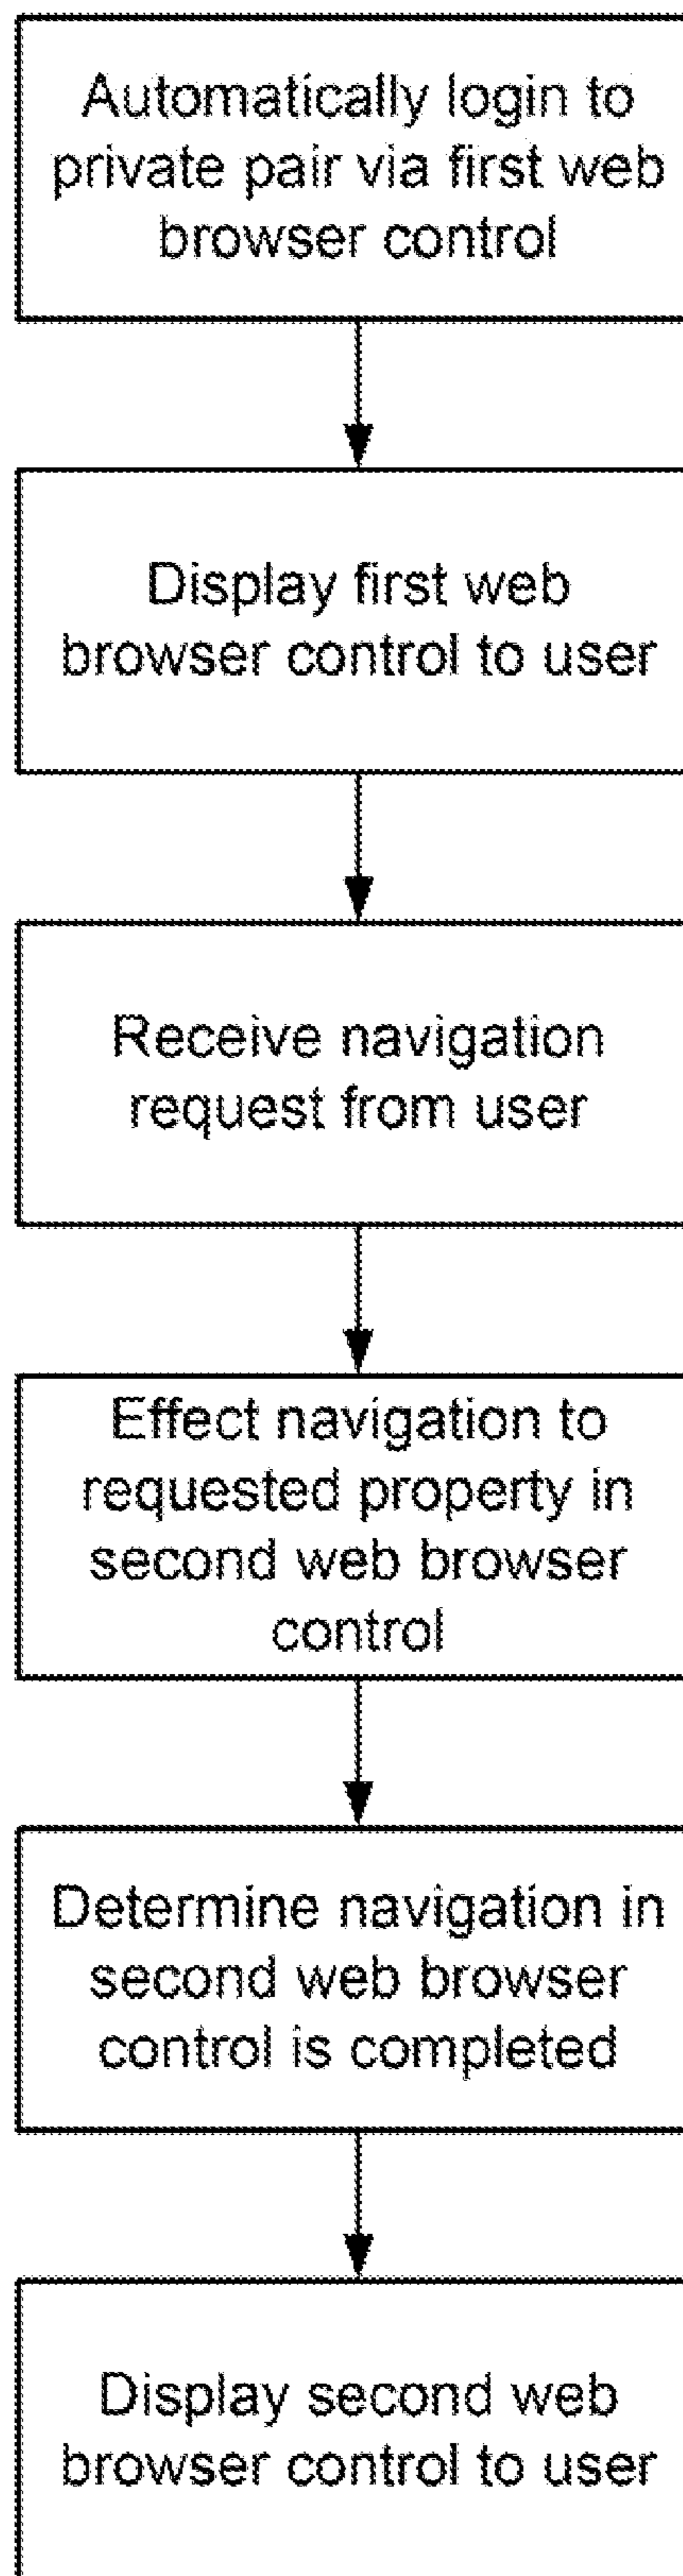 Automatically login to
private pair via first web
browser control
Display first web
browser control to user
Receive navigation
request from user
Effect navigation to
requested property in
second web browser
control
Determine navigation in
second web browser
control is completed
Display second web
browser control to user